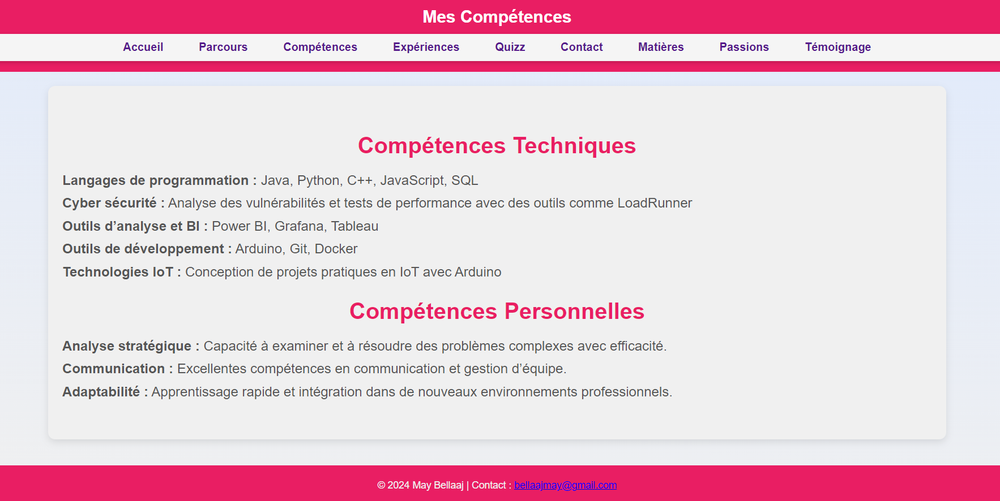 Mes Compétences
Accueil Parcours Compétences Expériences Quizz Contact Matières Passions Témoignage
Compétences Techniques
Langages de programmation : Java, Python, C++, JavaScript, SQL
Cyber sécurité : Analyse des vulnérabilités et tests de performance avec des outils comme LoadRunner
Outils d’analyse et BI : Power BI, Grafana, Tableau
Outils de développement : Arduino, Git, Docker
Technologies IoT : Conception de projets pratiques en IoT avec Arduino
Compétences Personnelles
Analyse stratégique : Capacité à examiner et à résoudre des problèmes complexes avec efficacité.
Communication : Excellentes compétences en communication et gestion d’équipe.
Adaptabilité : Apprentissage rapide et intégration dans de nouveaux environnements professionnels.
© 2024 May Bellaaj | Contact : bellaajmay@gmail.com